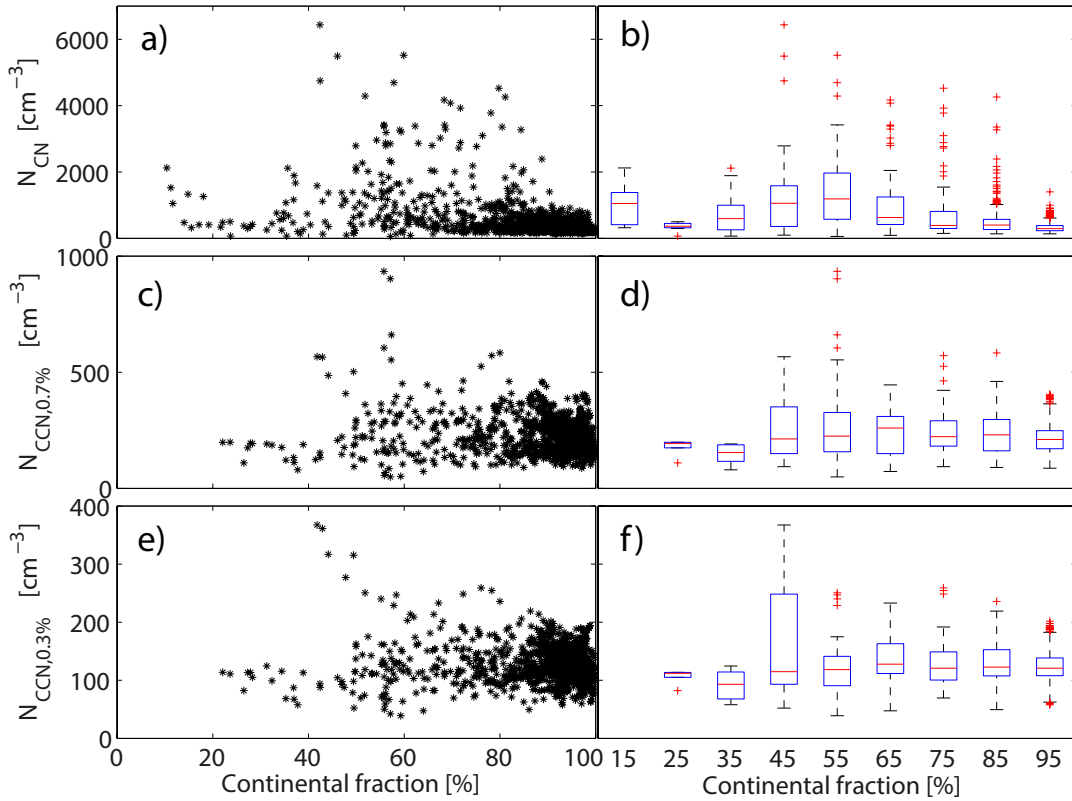 a)
b)
6000
4000
2000
0
N_CN [cm^−3]
c)
d)
1000
500
0
N_CCN,0.7% [cm^−3]
e)
f)
400
300
200
100
0
N_CCN,0.3% [cm^−3]
0 20 40 60 80 100
15 25 35 45 55 65 75 85 95
Continental fraction [%]
Continental fraction [%]